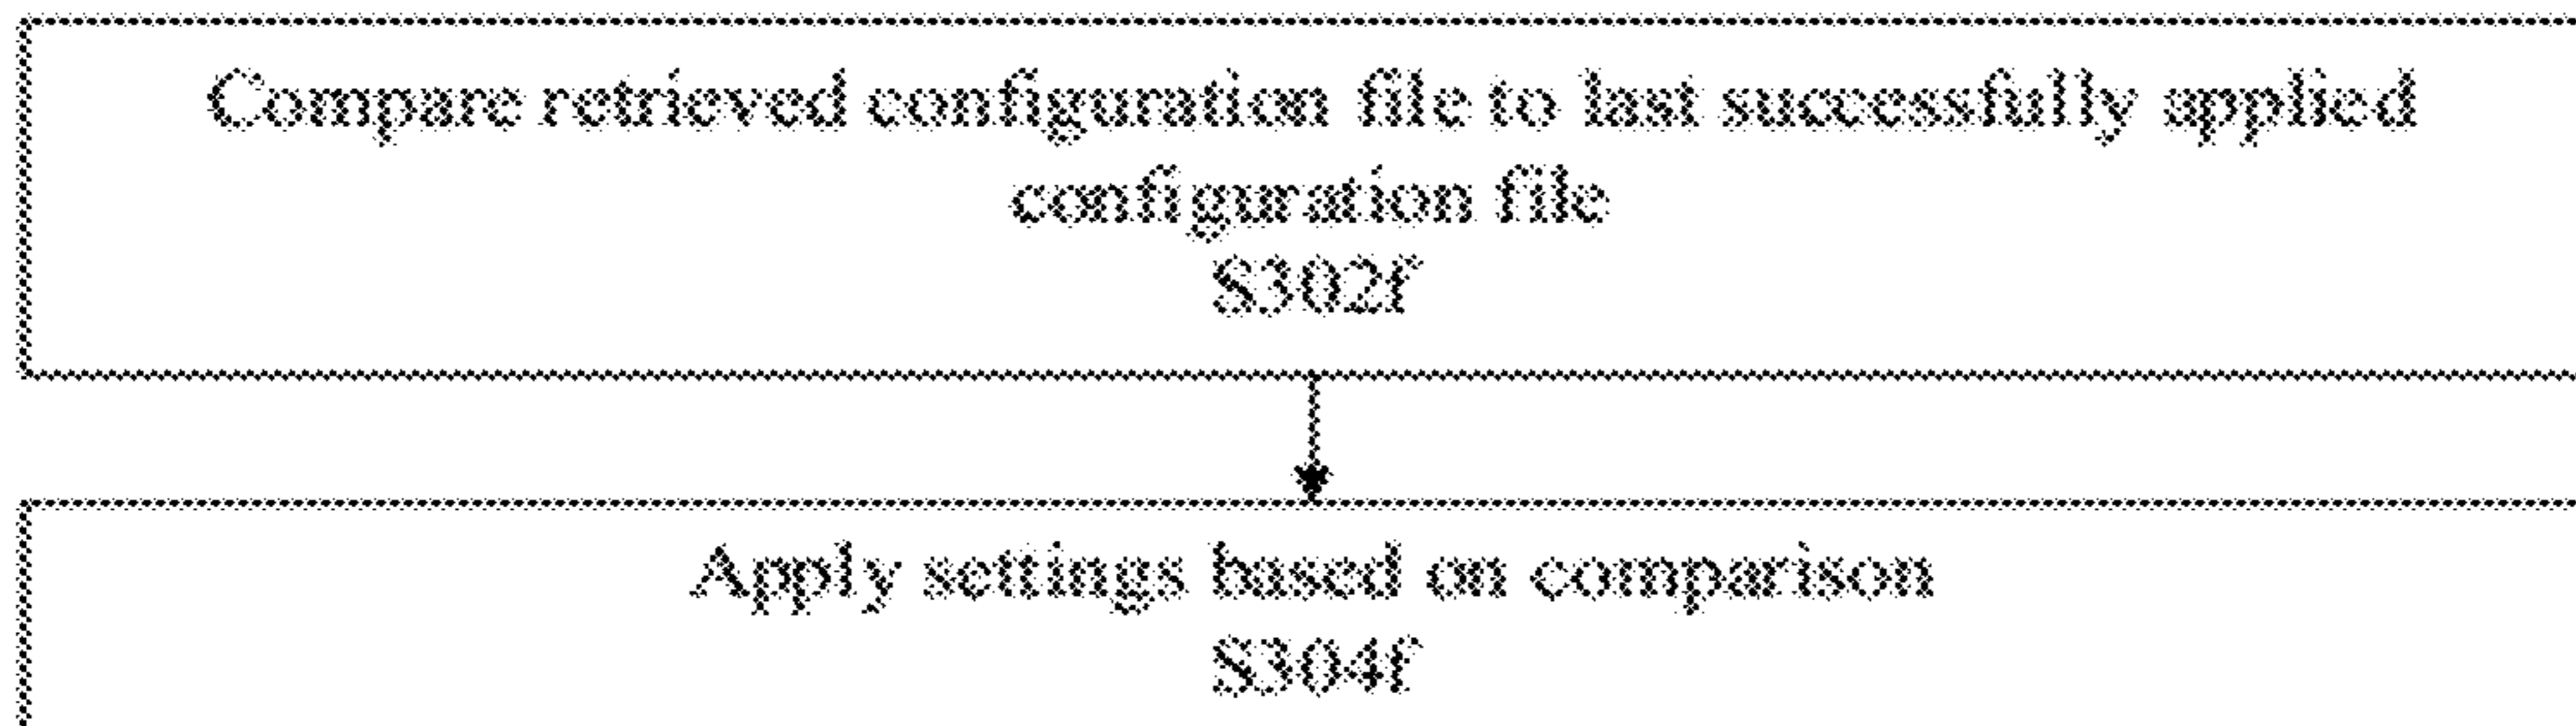 Compare retrieved configuration file to last successfully applied
configuration file
S302f
Apply settings based on comparison
S304f